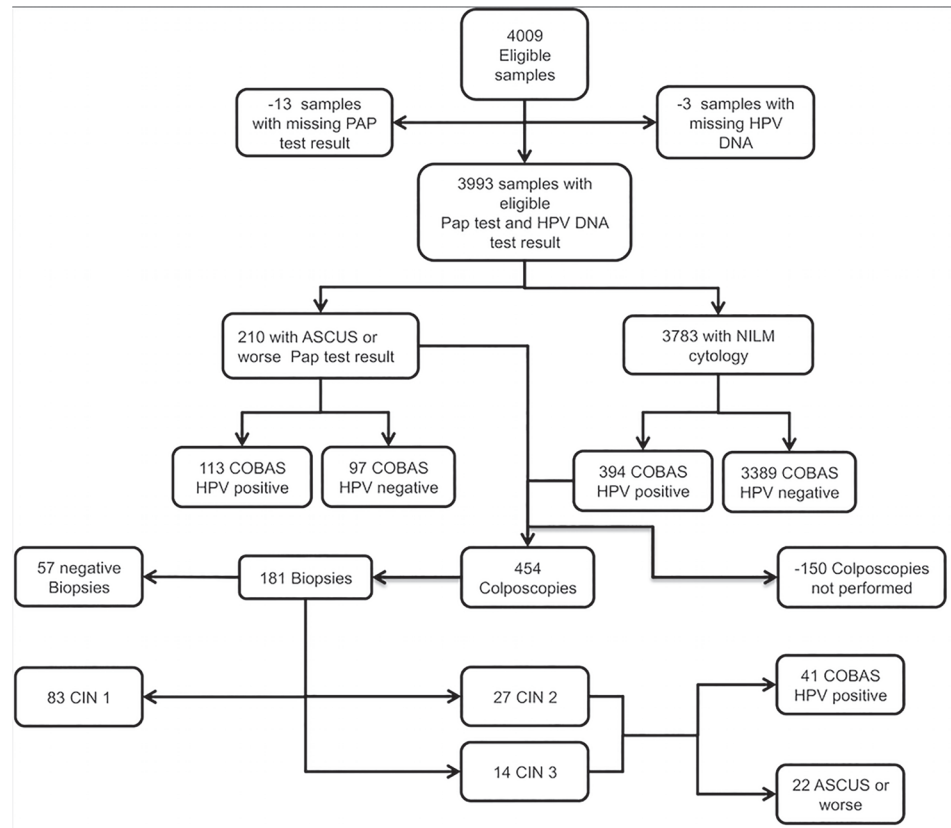 4009
Eligible
samples
-13 samples
with missing PAP
test result
-3 samples with
missing HPV
DNA
3993 samples with
eligible
Pap test and HPV DNA
test result
210 with ASCUS or
worse Pap test result
3783 with NILM
cytology
113 COBAS
HPV positive
97 COBAS
HPV negative
394 COBAS
HPV positive
3389 COBAS
HPV negative
57 negative
Biopsies
181 Biopsies
454
Colposcopies
-150 Colposcopies
not performed
83 CIN 1
27 CIN 2
41 COBAS
HPV positive
14 CIN 3
22 ASCUS or
worse